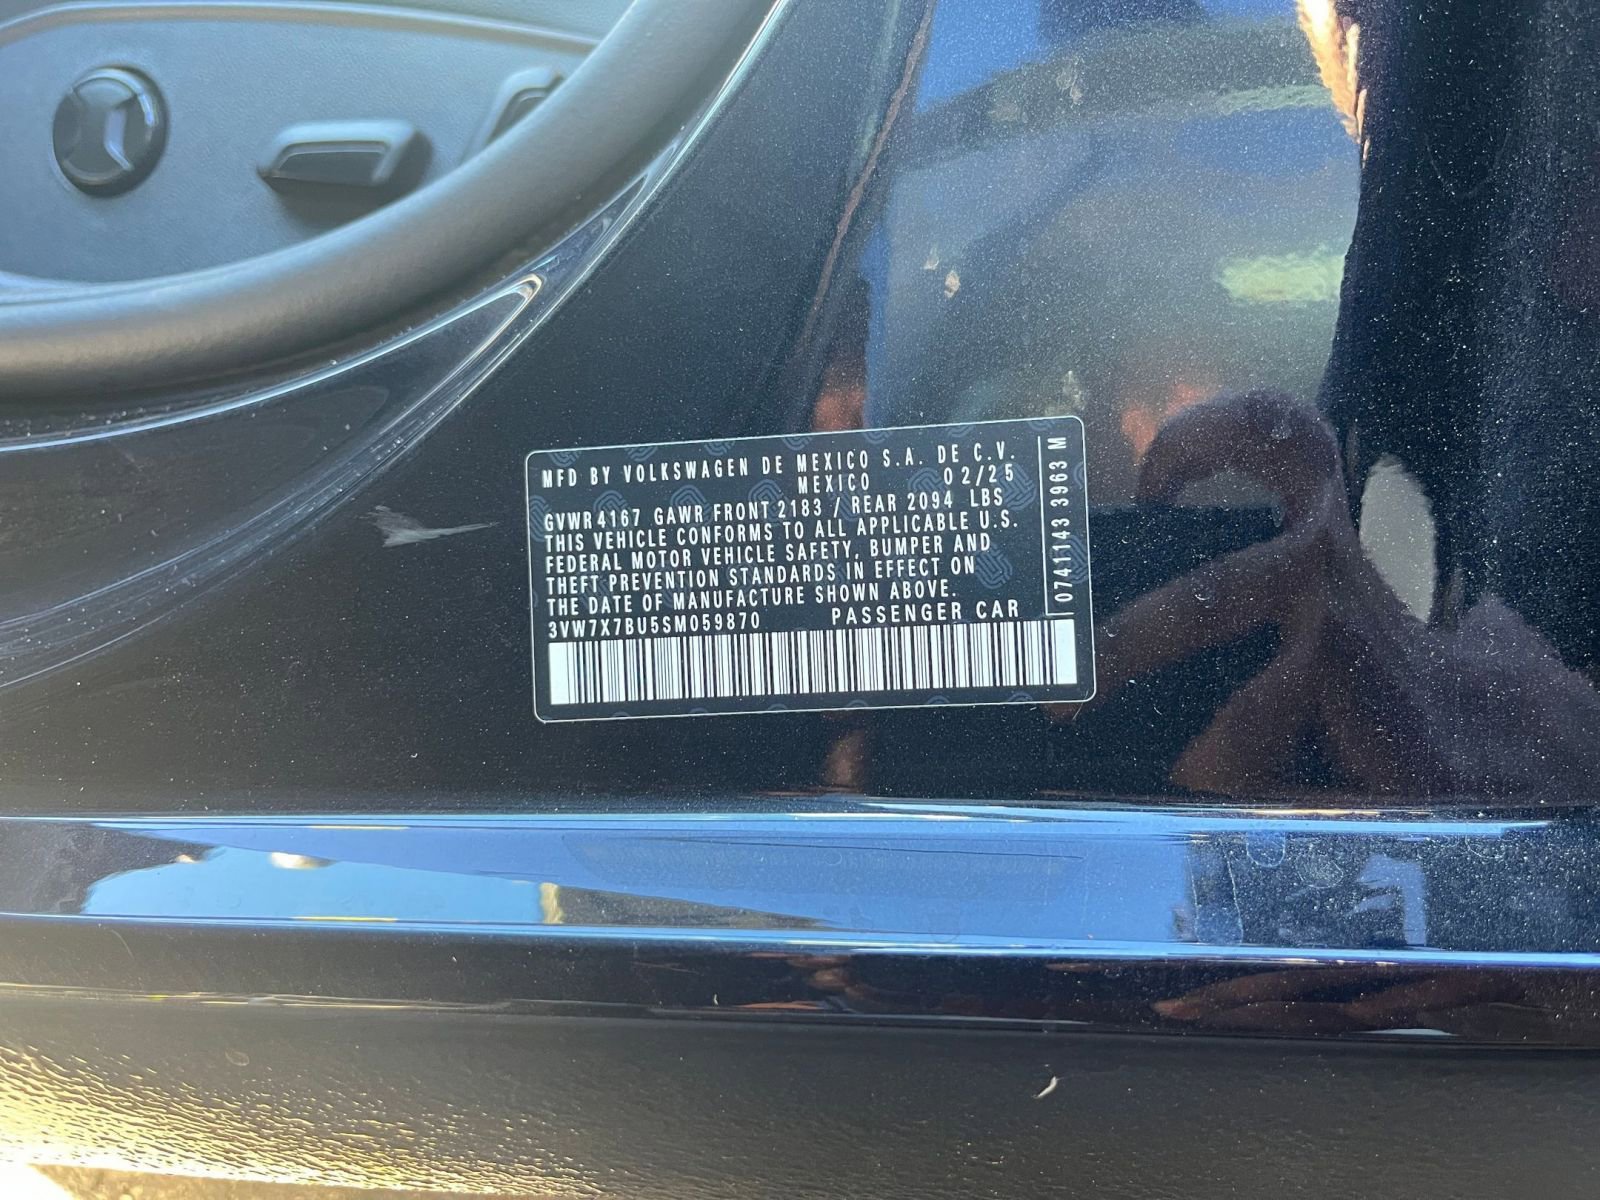 MFD BY VOLKSWAGEN DE MEXICO S.A. DE C.V.
MEXICO 02/25
GVWR 4167 GAWR FRONT 2183 / REAR 2094 LBS
THIS VEHICLE CONFORMS TO ALL APPLICABLE U.S.
FEDERAL MOTOR VEHICLE SAFETY, BUMPER AND
THEFT PREVENTION STANDARDS IN EFFECT ON
THE DATE OF MANUFACTURE SHOWN ABOVE.
3VW7X7BU5SM059870 PASSENGER CAR
0741143 3963 M